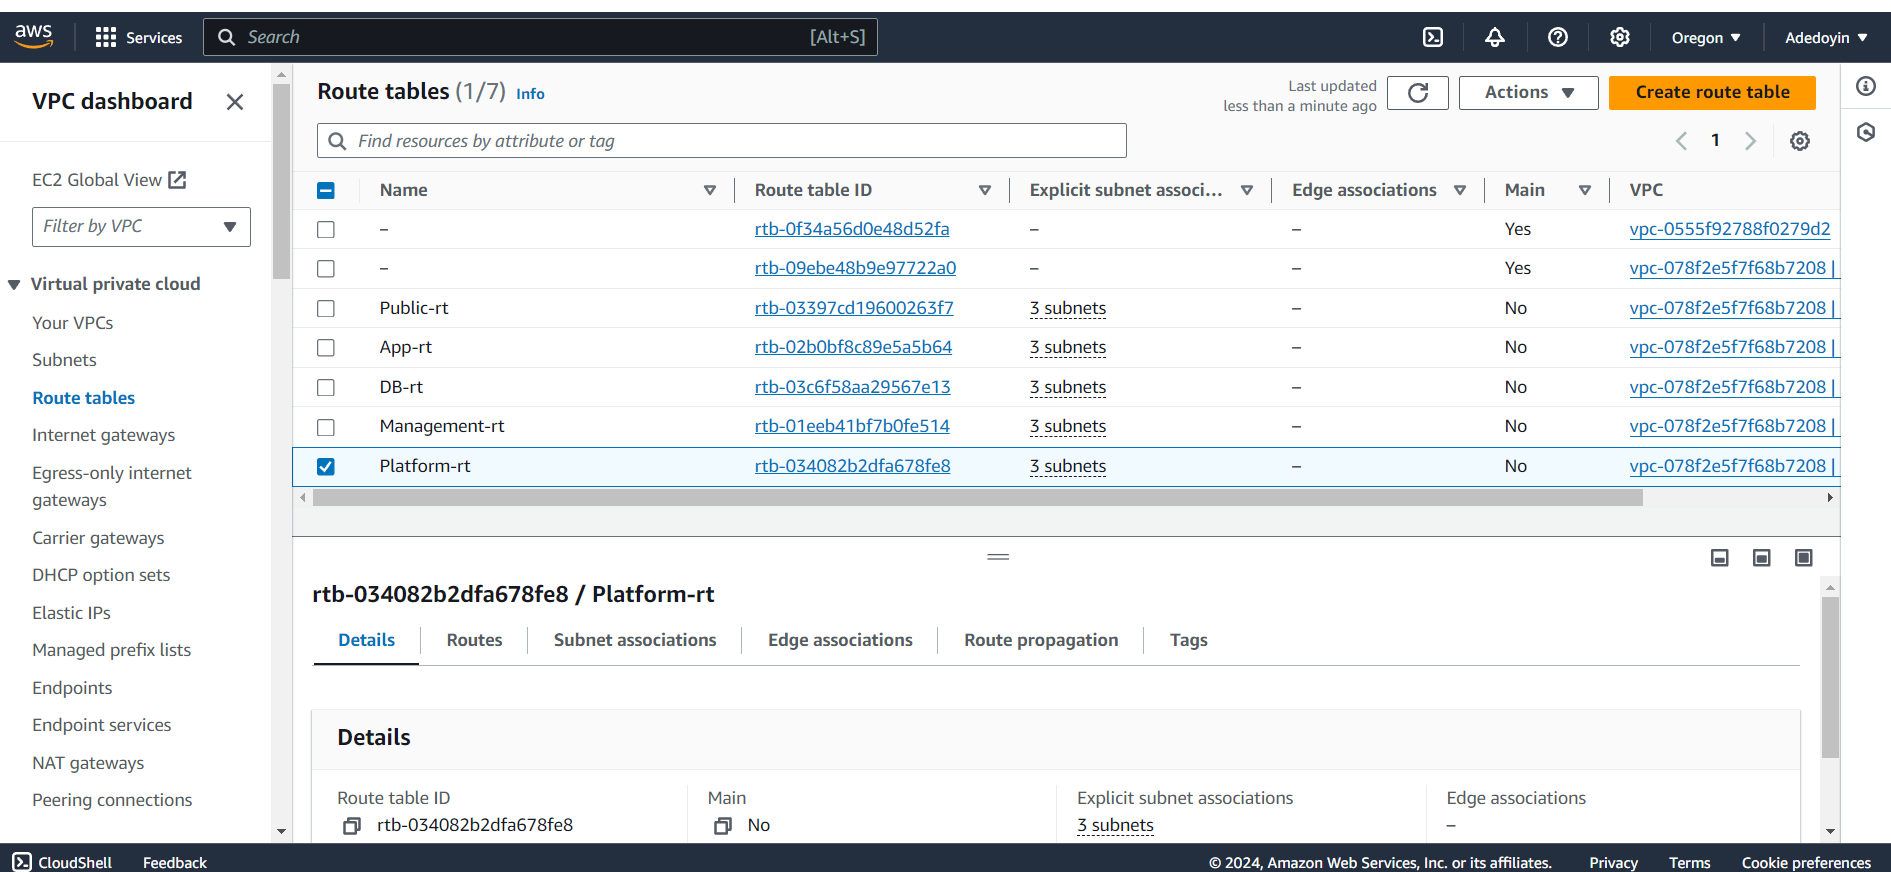 aws Services Search [Alt+S] Oregon Adedoyin
VPC dashboard
EC2 Global View
Filter by VPC
Virtual private cloud
Your VPCs
Subnets
Route tables
Internet gateways
Egress-only internet
gateways
Carrier gateways
DHCP option sets
Elastic IPs
Managed prefix lists
Endpoints
Endpoint services
NAT gateways
Peering connections
Route tables (1/7) Info
Last updated
less than a minute ago
Actions
Create route table
Find resources by attribute or tag
1
Name Route table ID Explicit subnet associ... Edge associations Main VPC
– rtb-0f34a56d0e48d52fa – – Yes vpc-0555f92788f0279d2
– rtb-09ebe48b9e97722a0 – – Yes vpc-078f2e5f7f68b7208 |
Public-rt rtb-03397cd19600263f7 3 subnets – No vpc-078f2e5f7f68b7208 |
App-rt rtb-02b0bf8c89e5a5b64 3 subnets – No vpc-078f2e5f7f68b7208 |
DB-rt rtb-03c6f58aa29567e13 3 subnets – No vpc-078f2e5f7f68b7208 |
Management-rt rtb-01eeb41bf7b0fe514 3 subnets – No vpc-078f2e5f7f68b7208 |
Platform-rt rtb-034082b2dfa678fe8 3 subnets – No vpc-078f2e5f7f68b7208 |
rtb-034082b2dfa678fe8 / Platform-rt
Details Routes Subnet associations Edge associations Route propagation Tags
Details
Route table ID Main Explicit subnet associations Edge associations
rtb-034082b2dfa678fe8 No 3 subnets –
CloudShell Feedback © 2024, Amazon Web Services, Inc. or its affiliates. Privacy Terms Cookie preferences